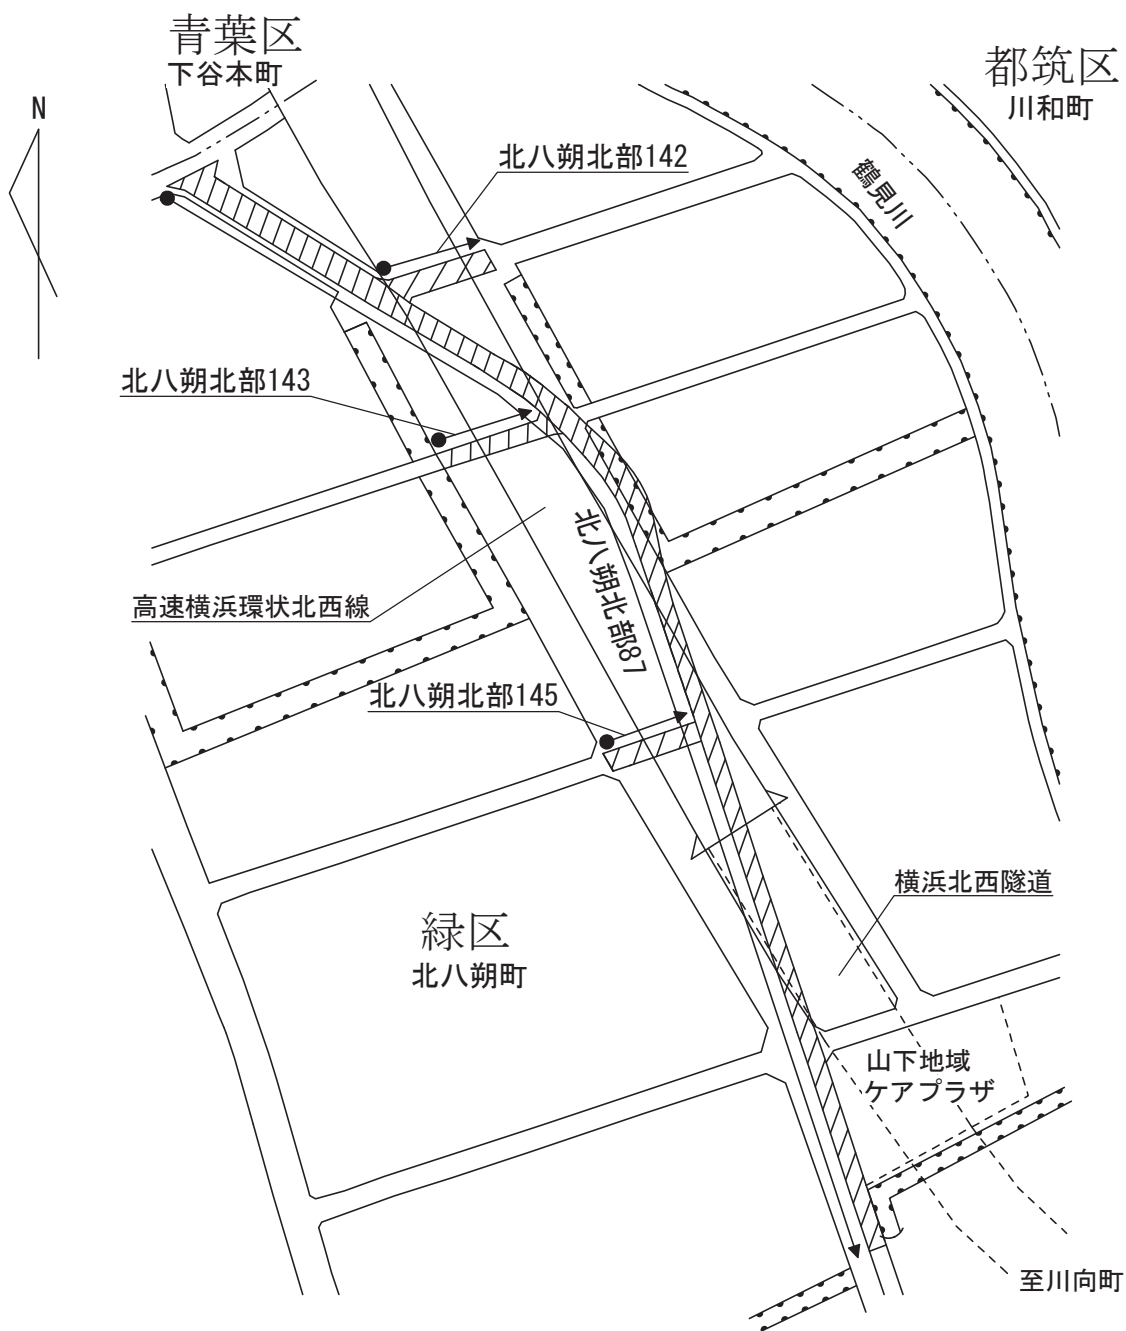 青葉区
下谷本町
都筑区
川和町
N
北八朔北部142
鶴見川
北八朔北部143
北八朔北部87
高速横浜環状北西線
北八朔北部145
横浜北西隧道
緑区
北八朔町
山下地域
ケアプラザ
至川向町